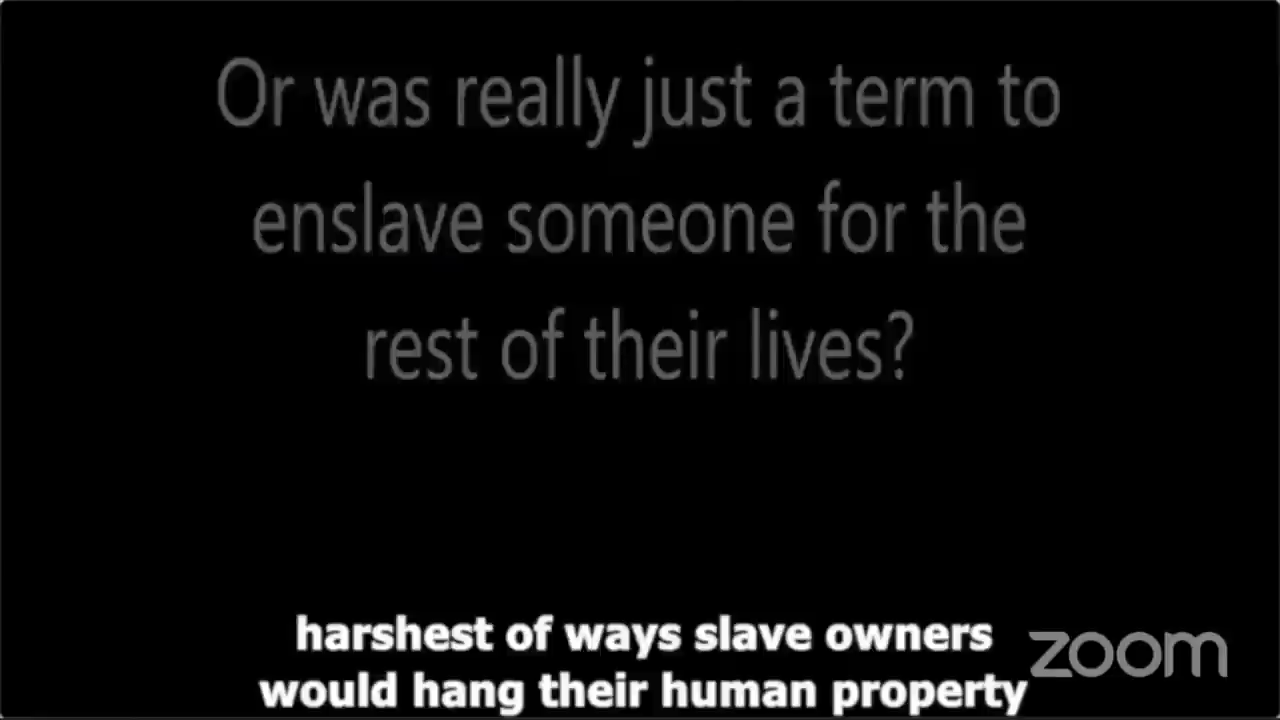 Or was really just a term to
enslave someone for the
rest of their lives?
harshest of ways slave owners
would hang their human property
zoom